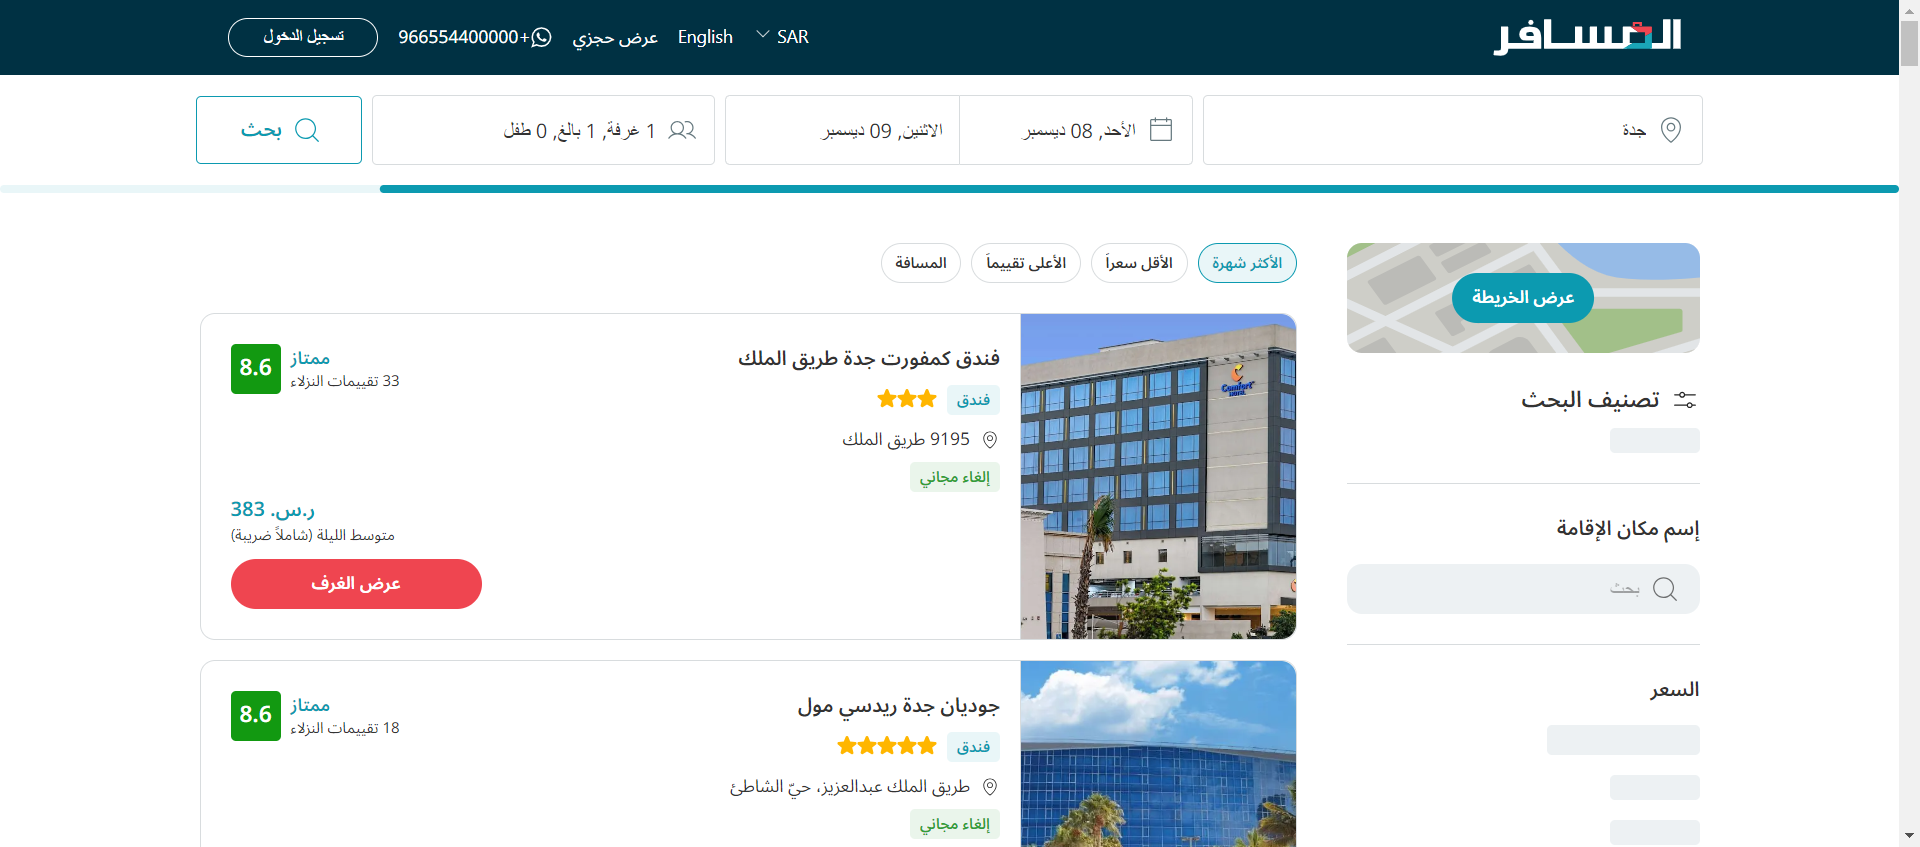 المسافر
SAR
English
عرض حجزي
+966554400000
تسجيل الدخول
جدة
الأحد, 08 ديسمبر
الاثنين, 09 ديسمبر
1 غرفة, 1 بالغ, 0 طفل
بحث
عرض الخريطة
تصنيف البحث
إسم مكان الإقامة
بحث
السعر
الأكثر شهرة
الأقل سعراً
الأعلى تقييماً
المسافة
Comfort
HOTEL
فندق كمفورت جدة طريق الملك
فندق
9195 طريق الملك
إلغاء مجاني
ممتاز
8.6
33 تقييمات النزلاء
ر.س. 383
متوسط الليلة (شاملاً ضريبة)
عرض الغرف
جوديان جدة ريدسي مول
فندق
طريق الملك عبدالعزيز، حيّ الشاطئ
إلغاء مجاني
ممتاز
8.6
18 تقييمات النزلاء